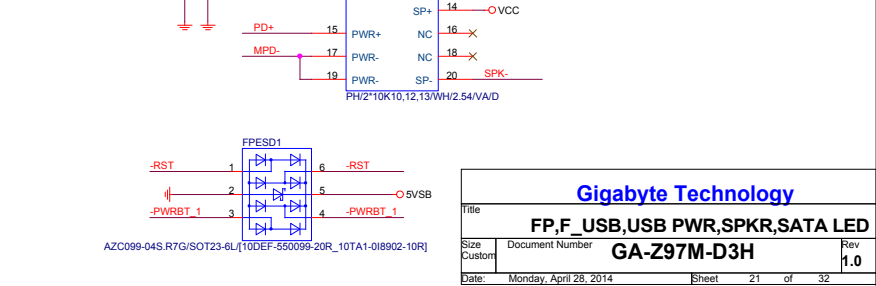 SP+ 14 VCC
PD+ 15 PWR+ NC 16
MPD- 17 PWR- NC 18
19 PWR- SP- 20 SPK-
PH/2*10K10,12,13/WH/2.54/VA/D
FPESD1
-RST 1 6 -RST
2 5 5VSB
-PWRBT_1 3 4 -PWRBT_1
AZC099-04S.R7G/SOT23-6L/[10DEF-550099-20R_10TA1-0I8902-10R]
Gigabyte Technology
Title
FP,F_USB,USB PWR,SPKR,SATA LED
Size Document Number Rev
Custom GA-Z97M-D3H 1.0
Date: Monday, April 28, 2014 Sheet 21 of 32